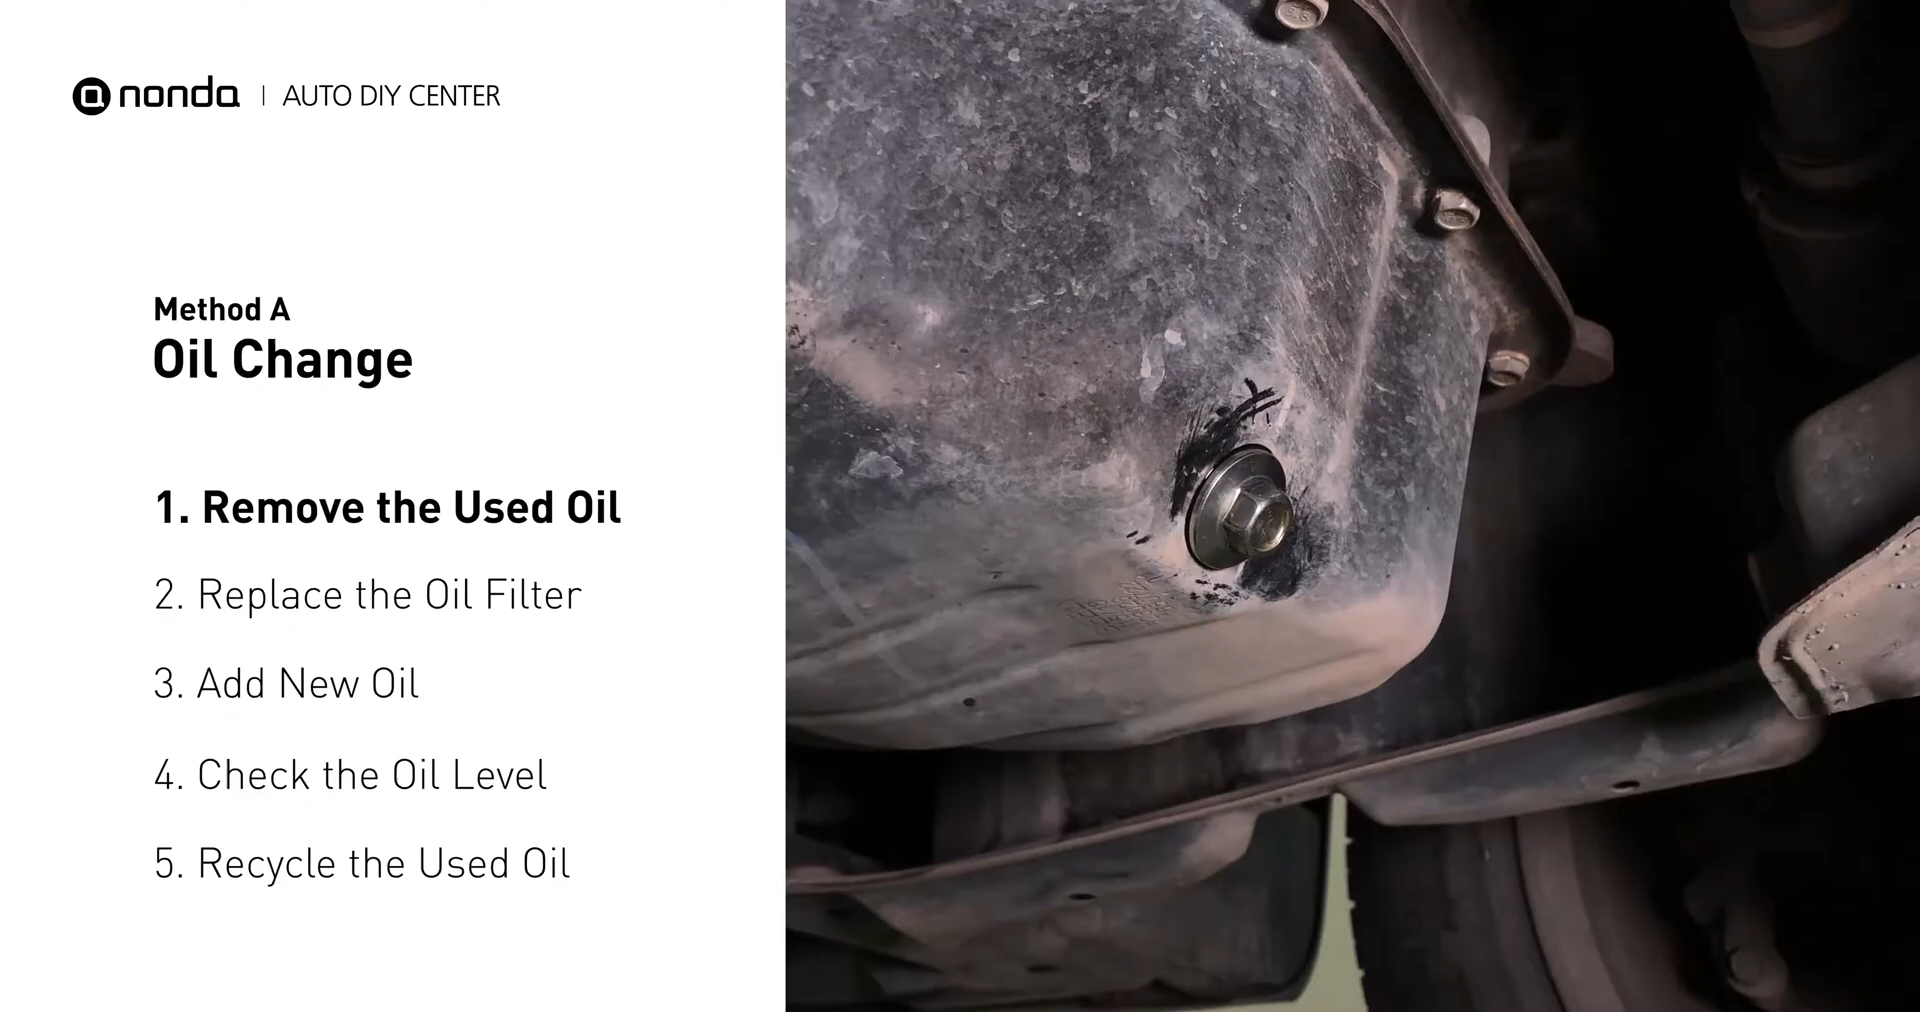 nonda | AUTO DIY CENTER
Method A
Oil Change
1. Remove the Used Oil
2. Replace the Oil Filter
3. Add New Oil
4. Check the Oil Level
5. Recycle the Used Oil